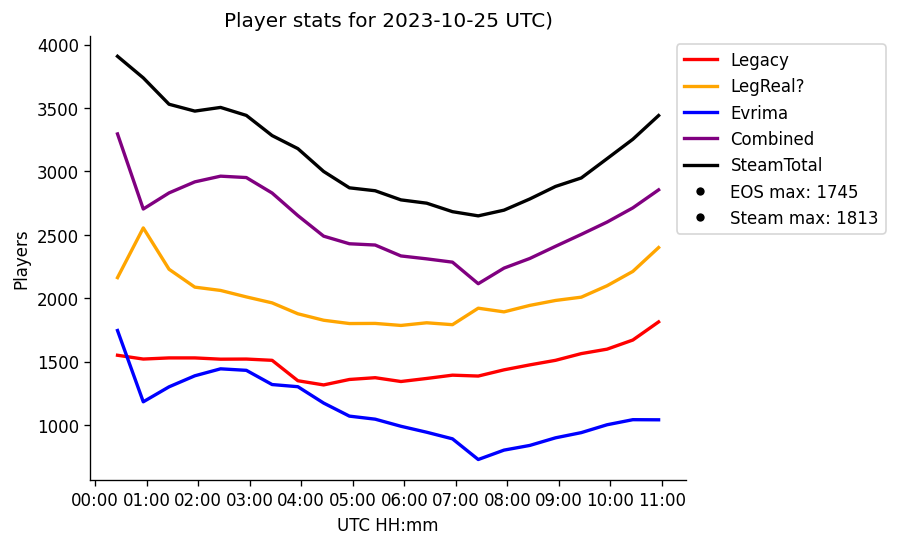 Player stats for 2023-10-25 UTC)
4000
3500
3000
2500
2000
1500
1000
Players
00:00 01:00 02:00 03:00 04:00 05:00 06:00 07:00 08:00 09:00 10:00 11:00
UTC HH:mm
Legacy
LegReal?
Evrima
Combined
SteamTotal
EOS max: 1745
Steam max: 1813